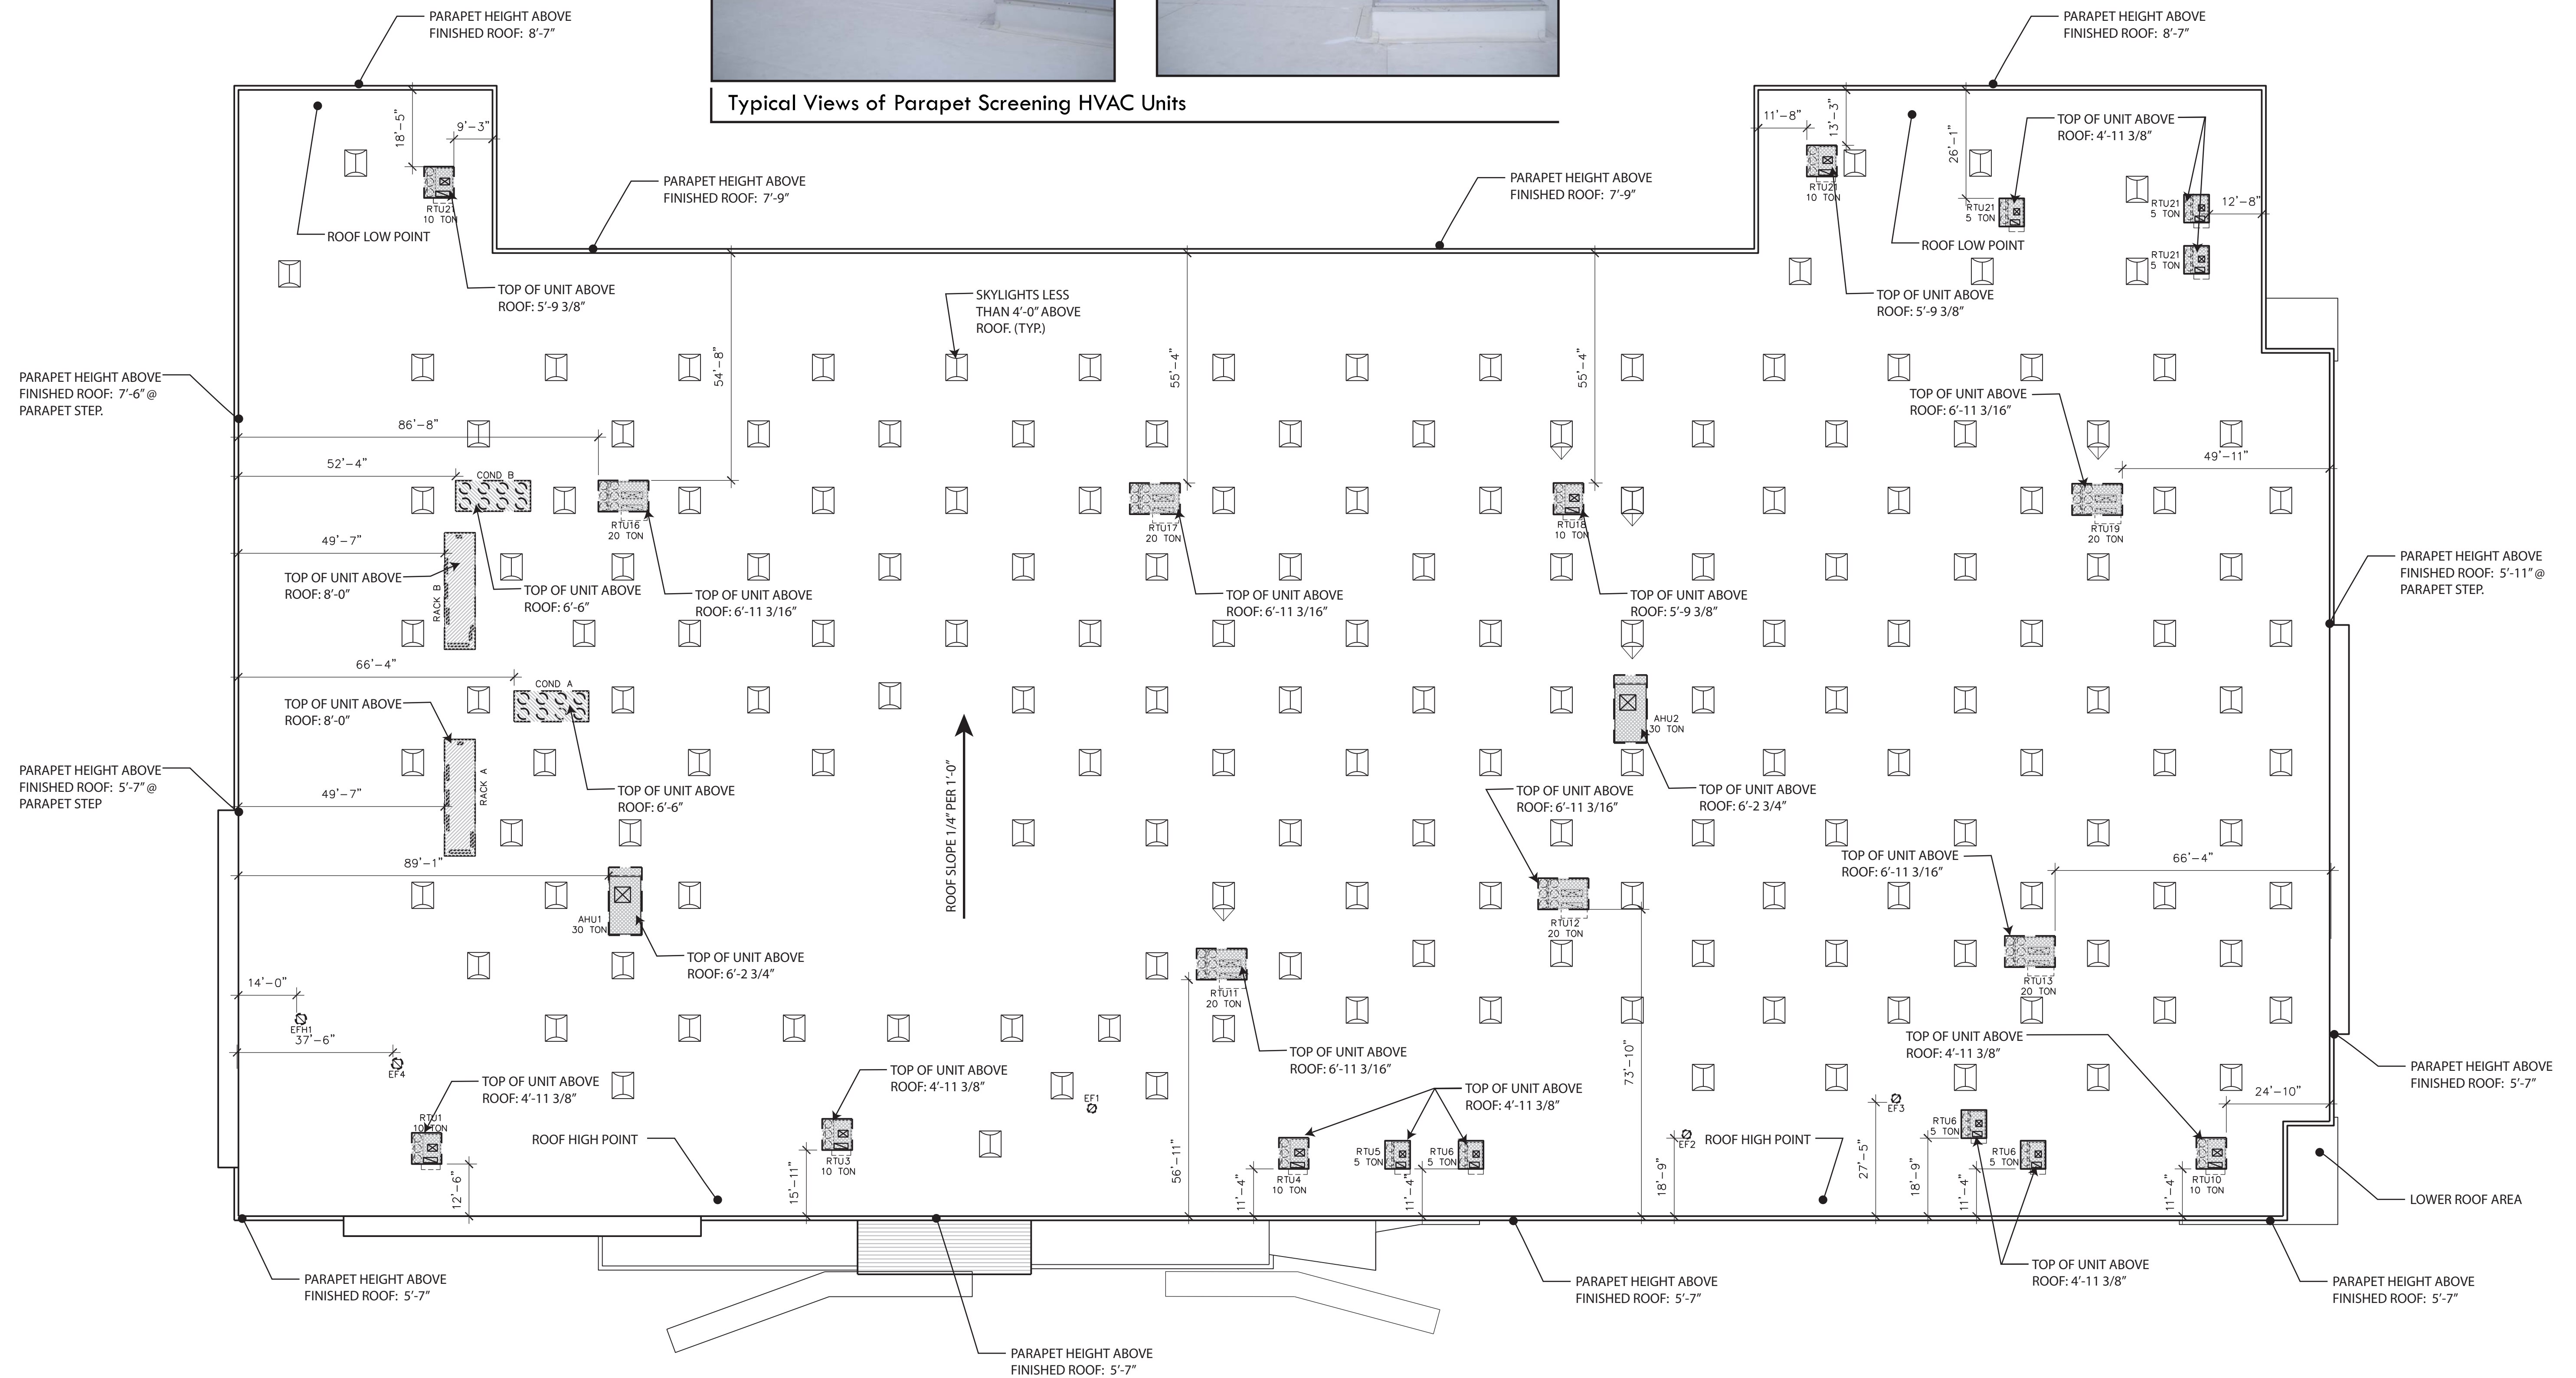 PARAPET HEIGHT ABOVE
FINISHED ROOF: 8'-7"
PARAPET HEIGHT ABOVE
FINISHED ROOF: 8'-7"
Typical Views of Parapet Screening HVAC Units
18'-5"
9'-3"
RTU21
10 TON
ROOF LOW POINT
TOP OF UNIT ABOVE
ROOF: 5'-9 3/8"
PARAPET HEIGHT ABOVE
FINISHED ROOF: 7'-9"
PARAPET HEIGHT ABOVE
FINISHED ROOF: 7'-9"
11'-8"
13'-3"
26'-1"
TOP OF UNIT ABOVE
ROOF: 4'-11 3/8"
RTU21
10 TON
RTU21
5 TON
RTU21
5 TON
12'-8"
RTU21
5 TON
ROOF LOW POINT
TOP OF UNIT ABOVE
ROOF: 5'-9 3/8"
SKYLIGHTS LESS
THAN 4'-0" ABOVE
ROOF. (TYP.)
54'-8"
55'-4"
55'-4"
PARAPET HEIGHT ABOVE
FINISHED ROOF: 7'-6" @
PARAPET STEP.
86'-8"
52'-4"
COND B
RTU16
20 TON
RTU17
20 TON
RTU18
10 TON
TOP OF UNIT ABOVE
ROOF: 6'-11 3/16"
49'-11"
RTU19
20 TON
49'-7"
TOP OF UNIT ABOVE
ROOF: 8'-0"
RACK B
TOP OF UNIT ABOVE
ROOF: 6'-6"
TOP OF UNIT ABOVE
ROOF: 6'-11 3/16"
TOP OF UNIT ABOVE
ROOF: 6'-11 3/16"
TOP OF UNIT ABOVE
ROOF: 5'-9 3/8"
PARAPET HEIGHT ABOVE
FINISHED ROOF: 5'-11" @
PARAPET STEP.
66'-4"
COND A
TOP OF UNIT ABOVE
ROOF: 8'-0"
RACK A
AHU2
30 TON
PARAPET HEIGHT ABOVE
FINISHED ROOF: 5'-7" @
PARAPET STEP
49'-7"
TOP OF UNIT ABOVE
ROOF: 6'-6"
ROOF SLOPE 1/4" PER 1'-0"
TOP OF UNIT ABOVE
ROOF: 6'-11 3/16"
TOP OF UNIT ABOVE
ROOF: 6'-2 3/4"
89'-1"
AHU1
30 TON
TOP OF UNIT ABOVE
ROOF: 6'-2 3/4"
RTU12
20 TON
TOP OF UNIT ABOVE
ROOF: 6'-11 3/16"
66'-4"
RTU13
20 TON
14'-0"
EFH1
37'-6"
EF4
RTU11
20 TON
TOP OF UNIT ABOVE
ROOF: 6'-11 3/16"
73'-10"
TOP OF UNIT ABOVE
ROOF: 4'-11 3/8"
PARAPET HEIGHT ABOVE
FINISHED ROOF: 5'-7"
TOP OF UNIT ABOVE
ROOF: 4'-11 3/8"
RTU1
10 TON
12'-6"
ROOF HIGH POINT
TOP OF UNIT ABOVE
ROOF: 4'-11 3/8"
RTU3
10 TON
15'-11"
EF1
56'-11"
TOP OF UNIT ABOVE
ROOF: 4'-11 3/8"
RTU4
10 TON
11'-4"
RTU5
5 TON
RTU6
5 TON
11'-4"
18'-9"
EF2
ROOF HIGH POINT
27'-5"
EF3
18'-9"
RTU6
5 TON
11'-4"
RTU6
5 TON
24'-10"
11'-4"
RTU10
10 TON
LOWER ROOF AREA
PARAPET HEIGHT ABOVE
FINISHED ROOF: 5'-7"
PARAPET HEIGHT ABOVE
FINISHED ROOF: 5'-7"
TOP OF UNIT ABOVE
ROOF: 4'-11 3/8"
PARAPET HEIGHT ABOVE
FINISHED ROOF: 5'-7"
PARAPET HEIGHT ABOVE
FINISHED ROOF: 5'-7"